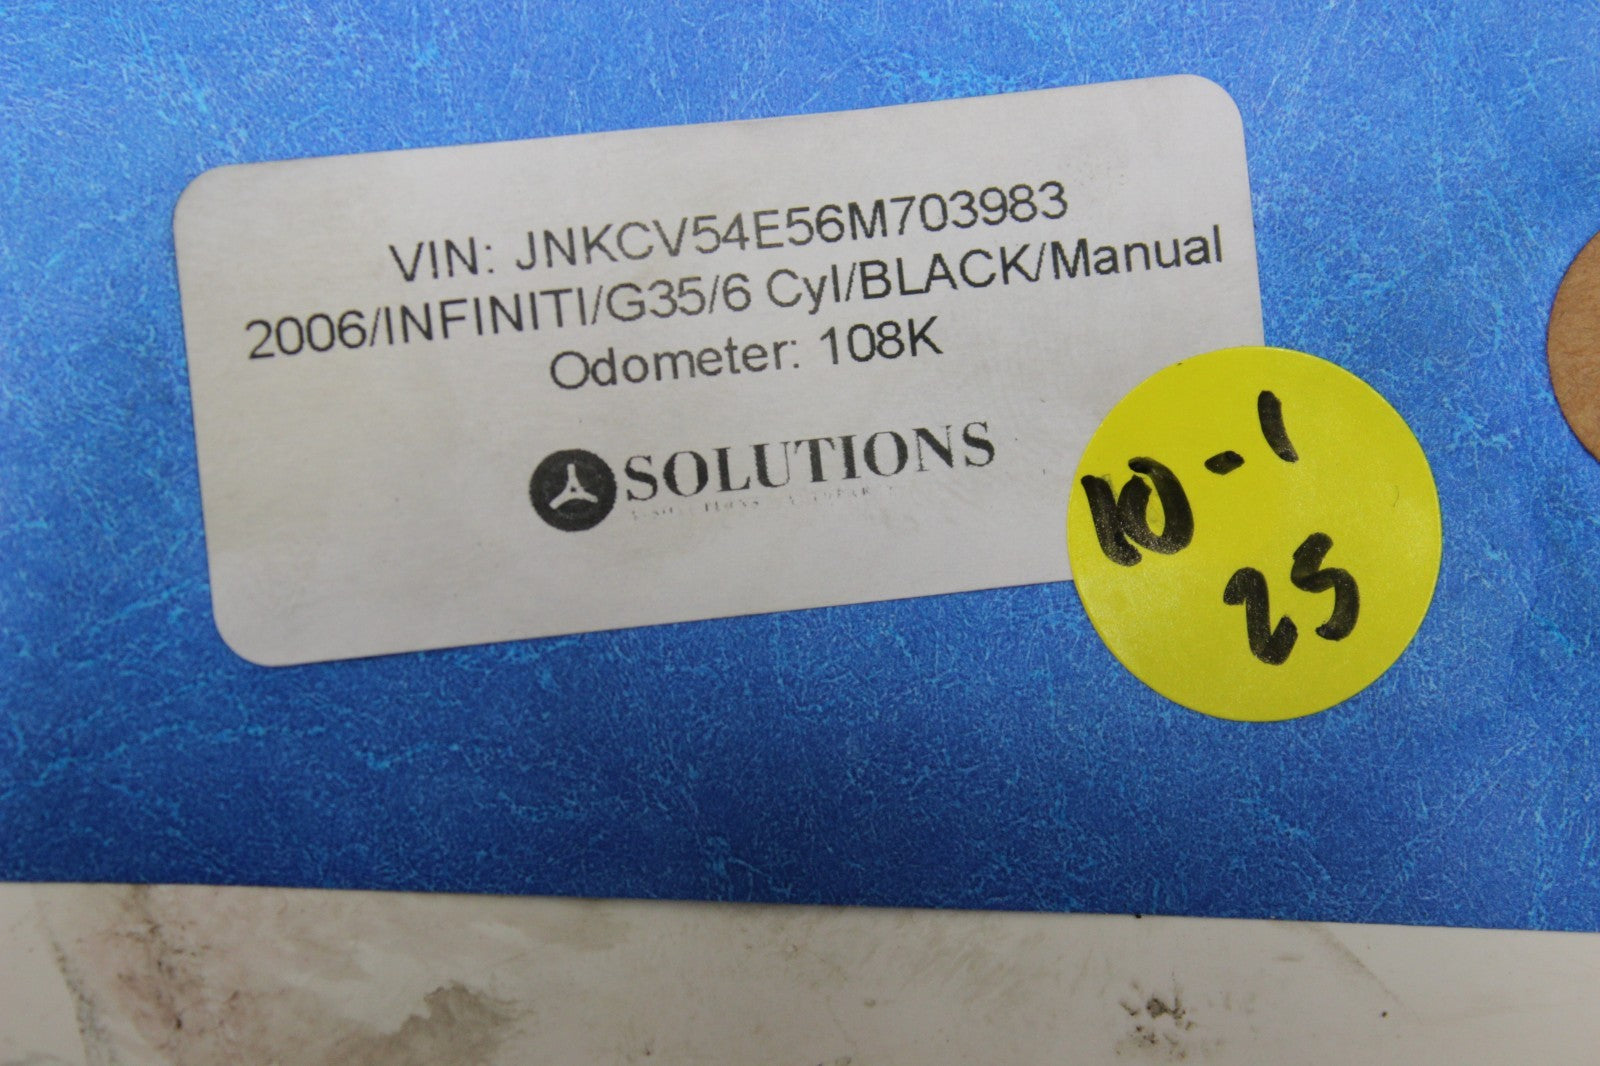 VIN: JNKCV54E56M703983
2006/INFINITI/G35/6 Cyl/BLACK/Manual
Odometer: 108K
SOLUTIONS
10-1
25